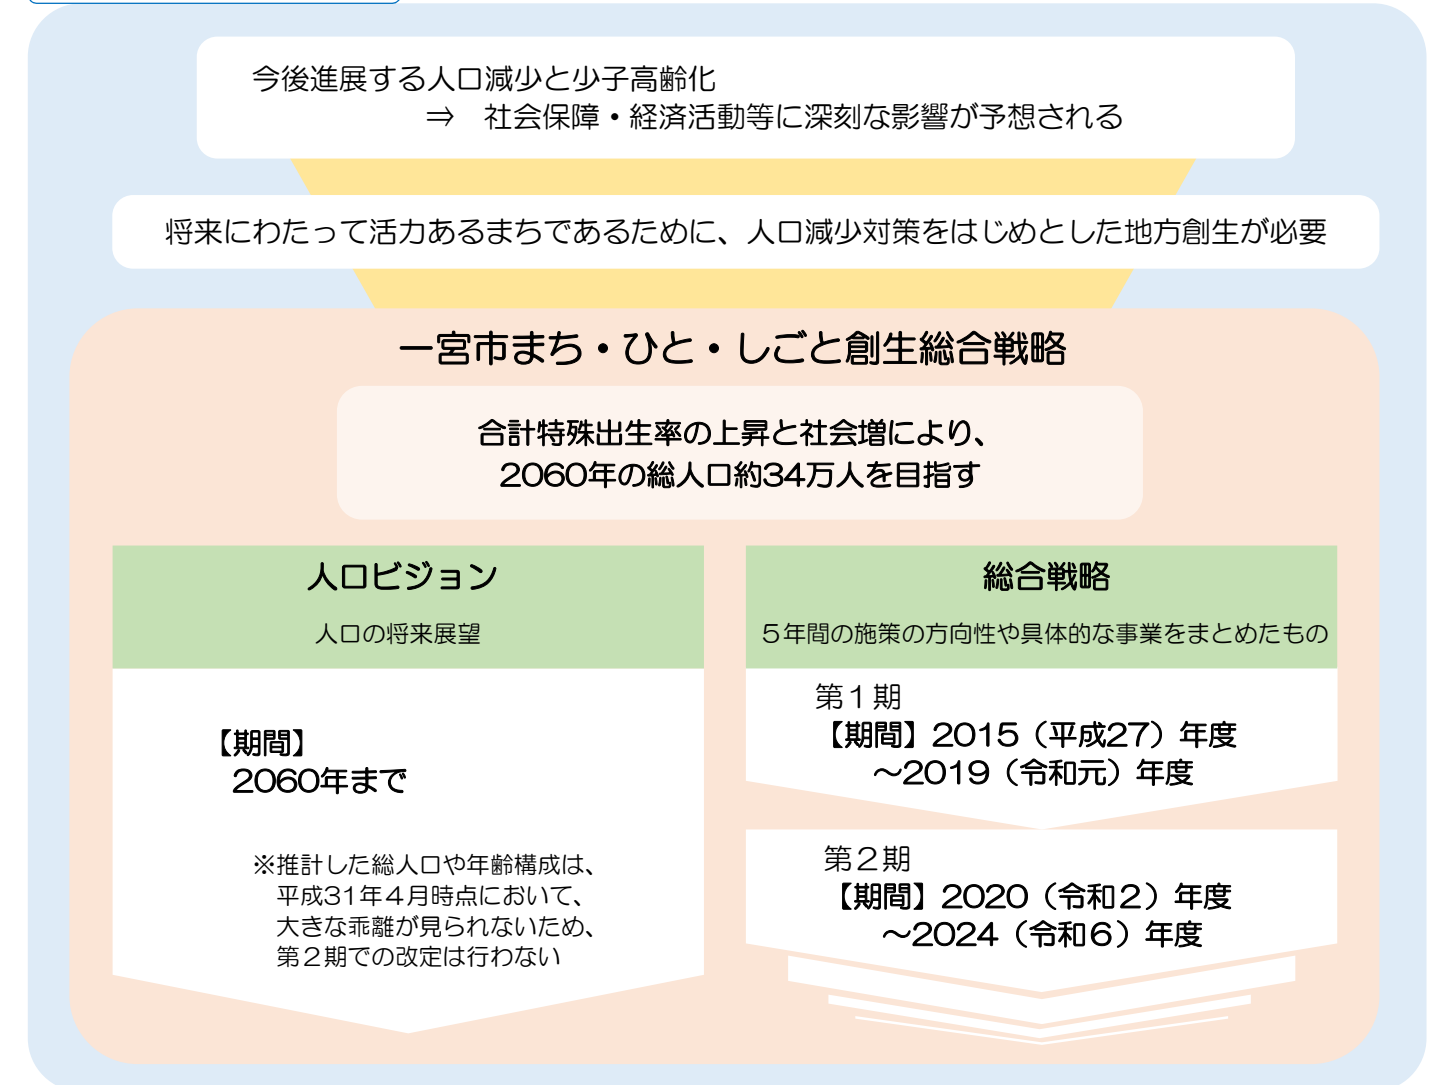 今後進展する人口減少と少子高齢化
⇒　社会保障・経済活動等に深刻な影響が予想される
将来にわたって活力あるまちであるために、人口減少対策をはじめとした地方創生が必要
一宮市まち・ひと・しごと創生総合戦略
合計特殊出生率の上昇と社会増により、
2060年の総人口約34万人を目指す
人口ビジョン
人口の将来展望
【期間】
2060年まで
※推計した総人口や年齢構成は、
平成31年４月時点において、
大きな乖離が見られないため、
第２期での改定は行わない
総合戦略
５年間の施策の方向性や具体的な事業をまとめたもの
第１期
【期間】2015（平成27）年度
～2019（令和元）年度
第２期
【期間】2020（令和２）年度
～2024（令和６）年度